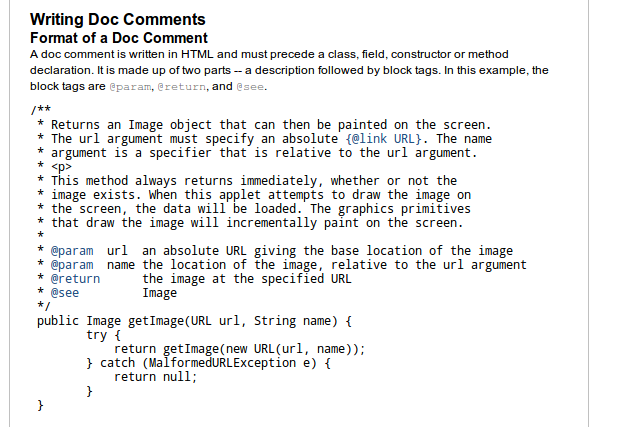 Writing Doc Comments
Format of a Doc Comment
A doc comment is written in HTML and must precede a class, field, constructor or method
declaration. It is made up of two parts -- a description followed by block tags. In this example, the
block tags are @param, @return, and @see.
/**
 * Returns an Image object that can then be painted on the screen.
 * The url argument must specify an absolute {@link URL}. The name
 * argument is a specifier that is relative to the url argument.
 * <p>
 * This method always returns immediately, whether or not the
 * image exists. When this applet attempts to draw the image on
 * the screen, the data will be loaded. The graphics primitives
 * that draw the image will incrementally paint on the screen.
 *
 * @param  url  an absolute URL giving the base location of the image
 * @param  name the location of the image, relative to the url argument
 * @return      the image at the specified URL
 * @see         Image
 */
 public Image getImage(URL url, String name) {
        try {
            return getImage(new URL(url, name));
        } catch (MalformedURLException e) {
            return null;
        }
 }